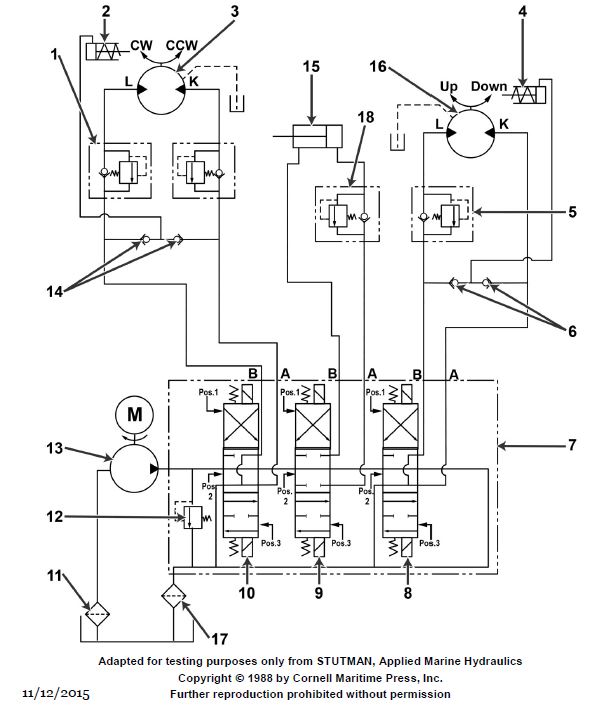 2 3 4
CW CCW
1
L K
15 16
Up Down
18
L K
5
14
6
B A B A B A
Pos.1 Pos.1 Pos.1
M
13
7
Pos. 2 Pos. 2 Pos. 2
12
Pos.3 Pos.3 Pos.3
11
10 9 8
17
Adapted for testing purposes only from STUTMAN, Applied Marine Hydraulics
Copyright © 1988 by Cornell Maritime Press, Inc.
11/12/2015 Further reproduction prohibited without permission